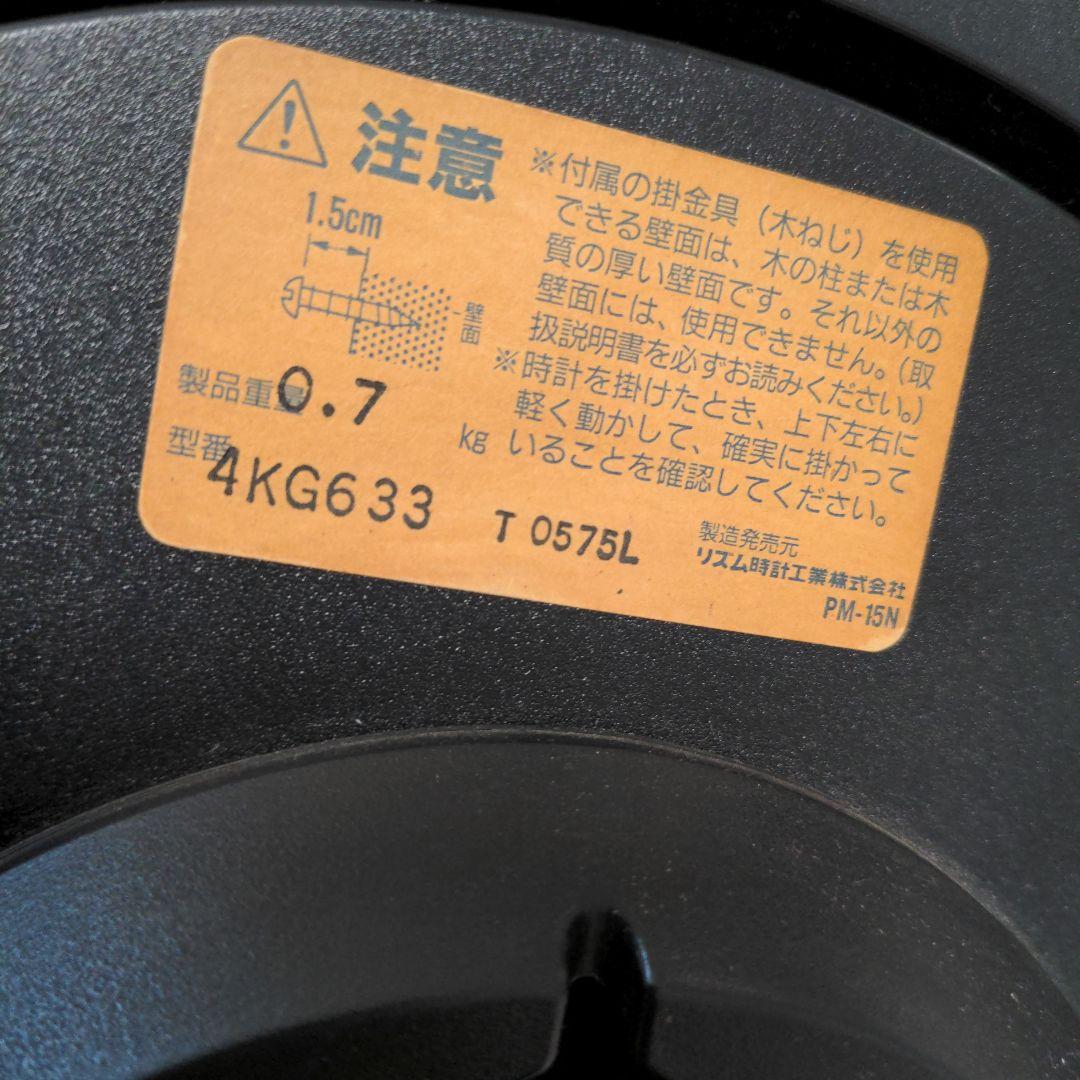 注意
1.5cm
壁面
製品重量 0.7 kg
型番 4KG633
T 0575L
※付属の掛金具（木ねじ）を使用
できる壁面は、木の柱または木
質の厚い壁面です。それ以外の
壁面には、使用できません。（取
扱説明書を必ずお読みください。）
※時計を掛けたとき、上下左右に
軽く動かして、確実に掛かって
いることを確認してください。
製造発売元
リズム時計工業株式会社
PM-15N